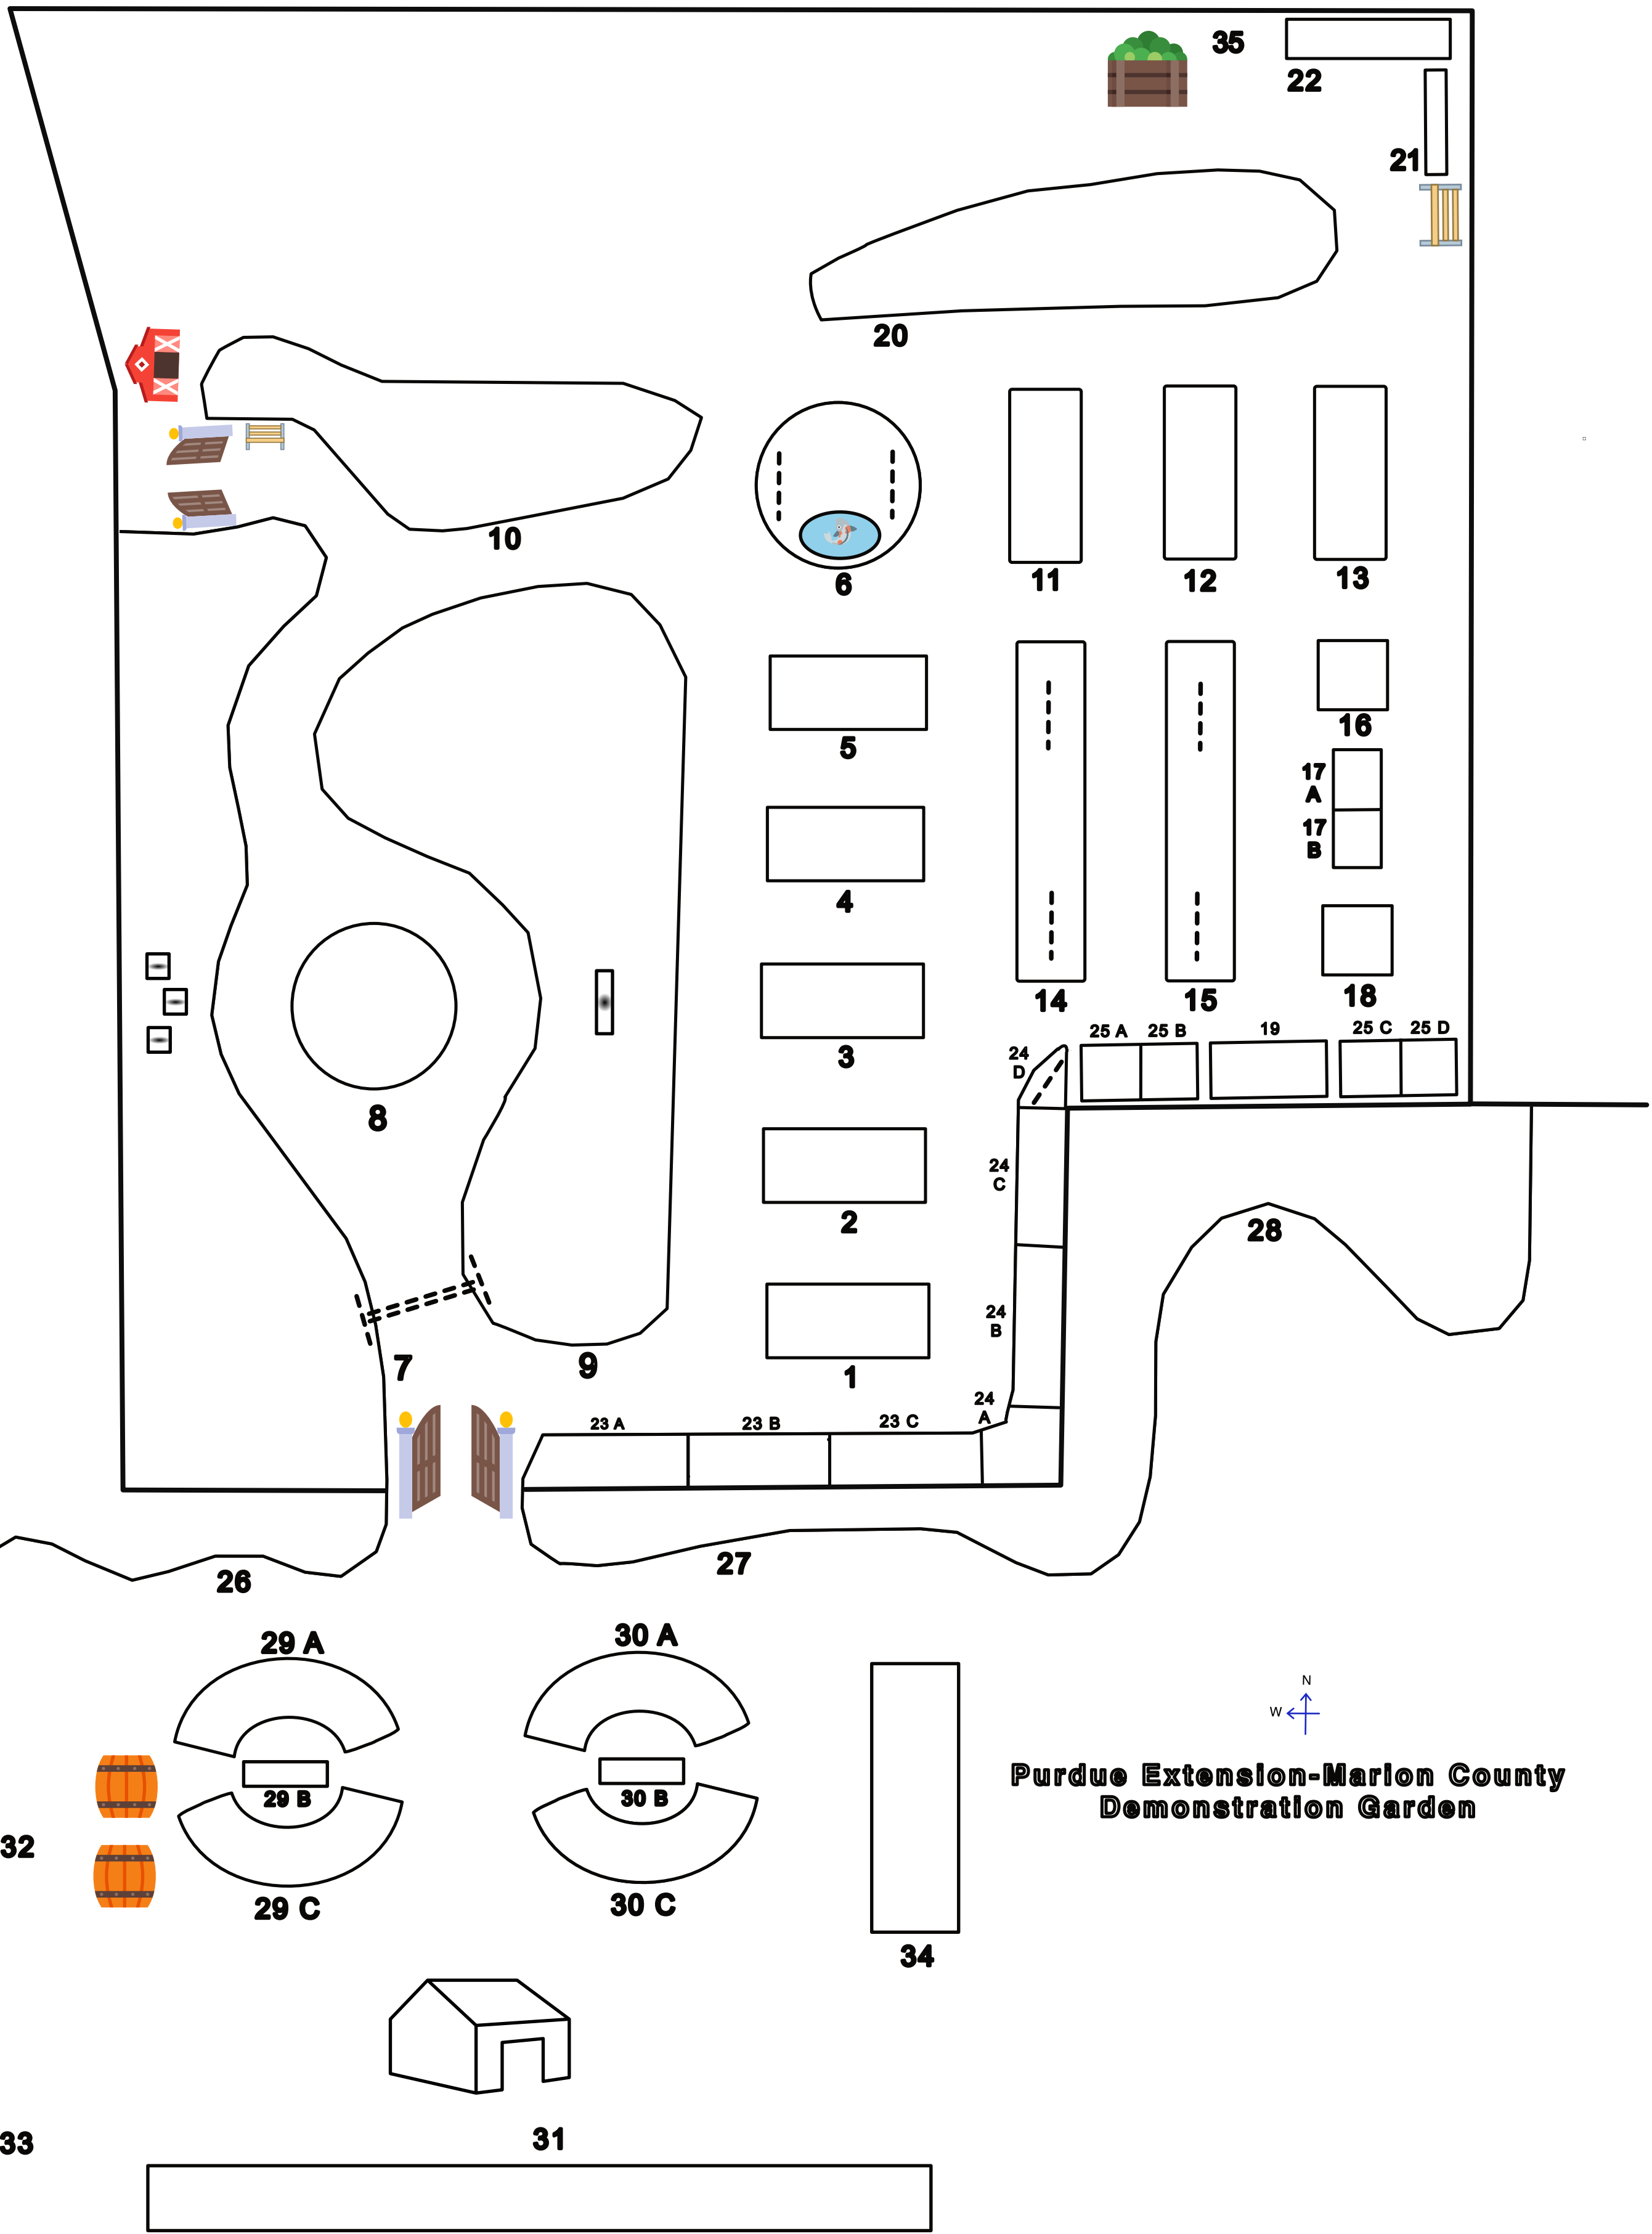 35
22
21
20
10
6
11
12
13
5
16
17
A
17
B
4
14
15
18
3
25 A
25 B
19
25 C
25 D
24
D
8
24
C
2
28
24
B
7
9
1
24
A
23 A
23 B
23 C
27
26
29 A
30 A
N
W
Purdue Extension-Marion County
Demonstration Garden
29 B
30 B
32
29 C
30 C
34
33
31